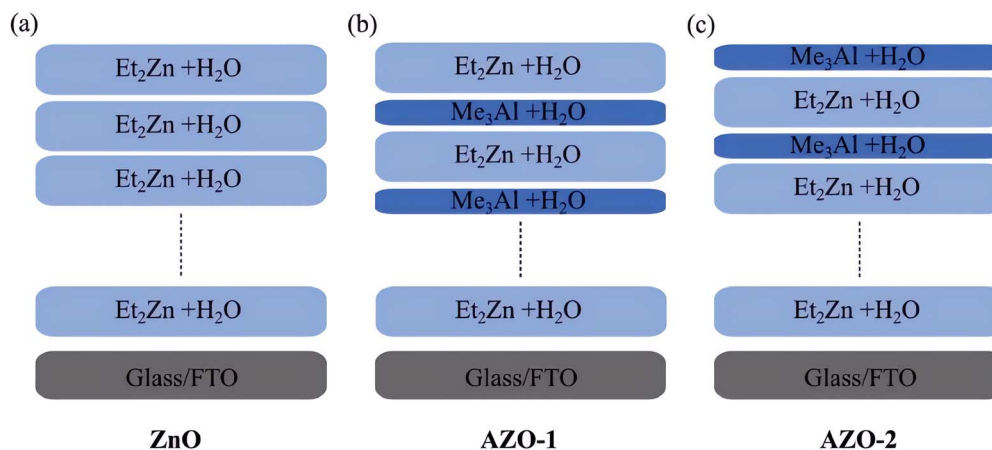 (a)
Et₂Zn +H₂O
Et₂Zn +H₂O
Et₂Zn +H₂O
Et₂Zn +H₂O
Glass/FTO
ZnO
(b)
Et₂Zn +H₂O
Me₃Al +H₂O
Et₂Zn +H₂O
Me₃Al +H₂O
Et₂Zn +H₂O
Glass/FTO
AZO-1
(c)
Me₃Al +H₂O
Et₂Zn +H₂O
Me₃Al +H₂O
Et₂Zn +H₂O
Et₂Zn +H₂O
Glass/FTO
AZO-2